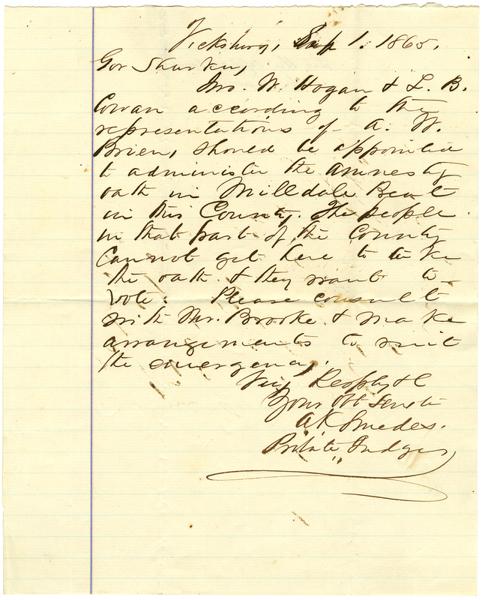 Vicksburg, Sep 1. 1865.
Gov Sharkey,
Jno. W. Hogan & L. B.
Cowan according to the
representations of A. W.
Brien, should be appointed
to administer the amnesty
oath in Milldale Beat
in this County. The people
in that part of the County
cannot get here to take
the oath & they want to
vote. Please consult
with Mr. Brooke & make
arrangements to suit
the emergency.
Very Respfly &c
Your Obt Servt
A K Smedes.
Probate Judge